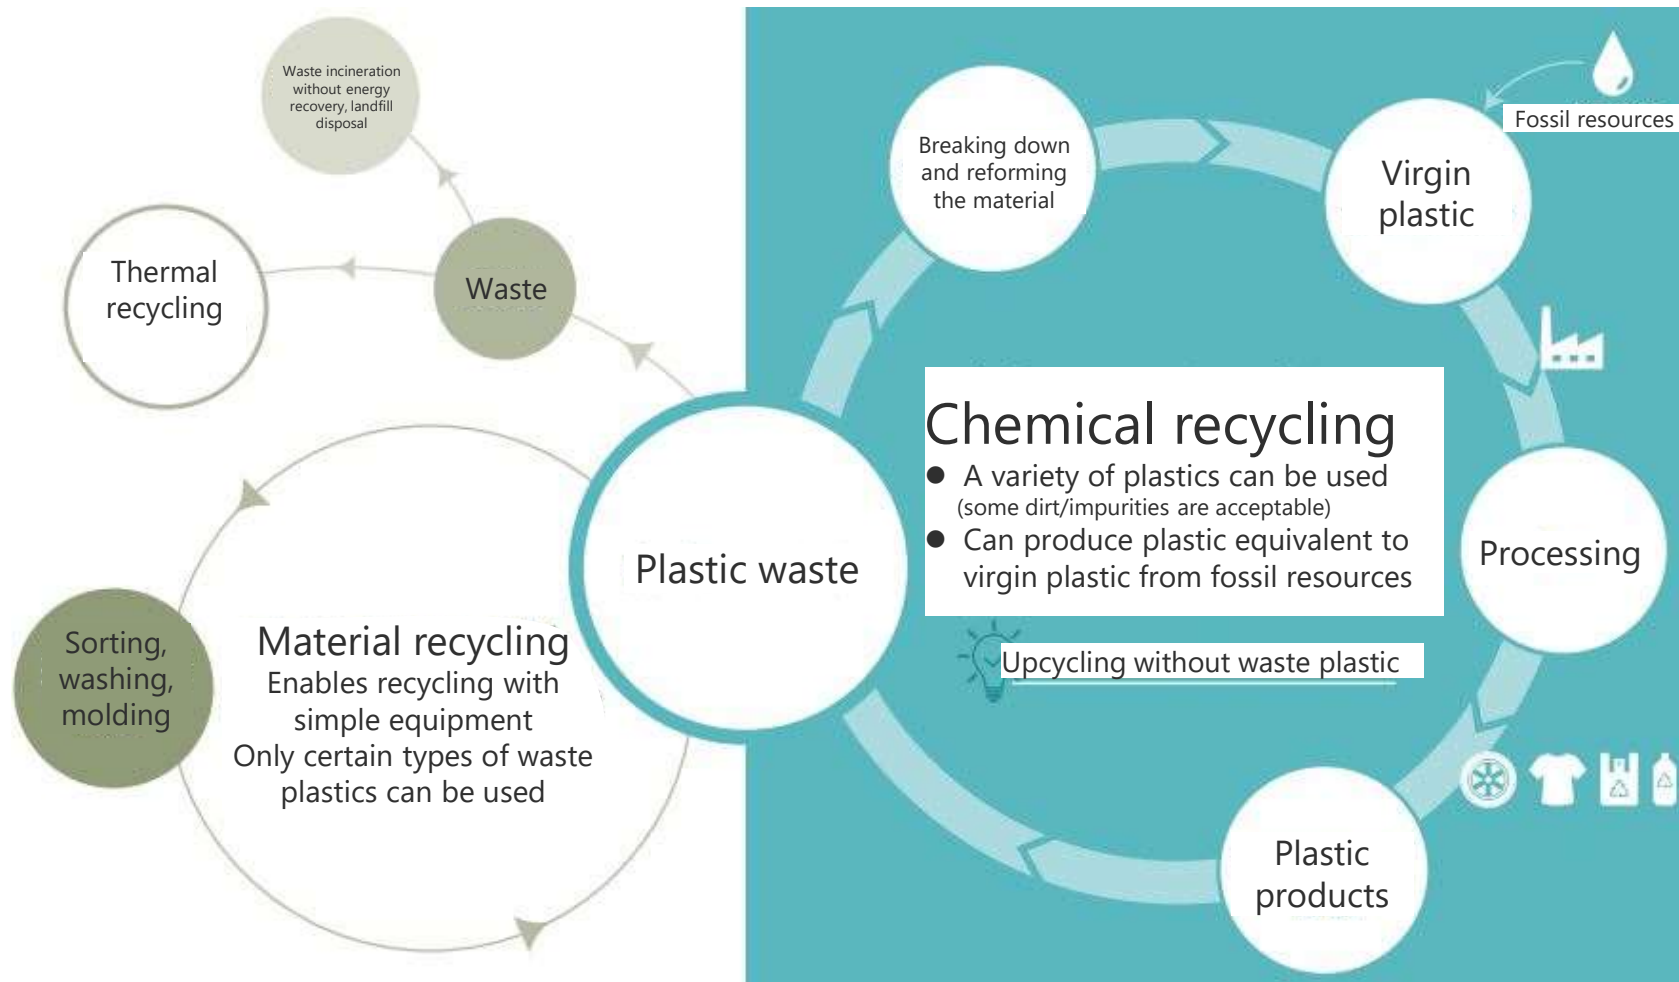 Waste incineration
without energy
recovery, landfill
disposal
Thermal
recycling
Waste
Sorting,
washing,
molding
Material recycling
Enables recycling with
simple equipment
Only certain types of waste
plastics can be used
Plastic waste
Breaking down
and reforming
the material
Virgin
plastic
Fossil resources
Chemical recycling
● A variety of plastics can be used
(some dirt/impurities are acceptable)
● Can produce plastic equivalent to
virgin plastic from fossil resources
Upcycling without waste plastic
Processing
Plastic
products